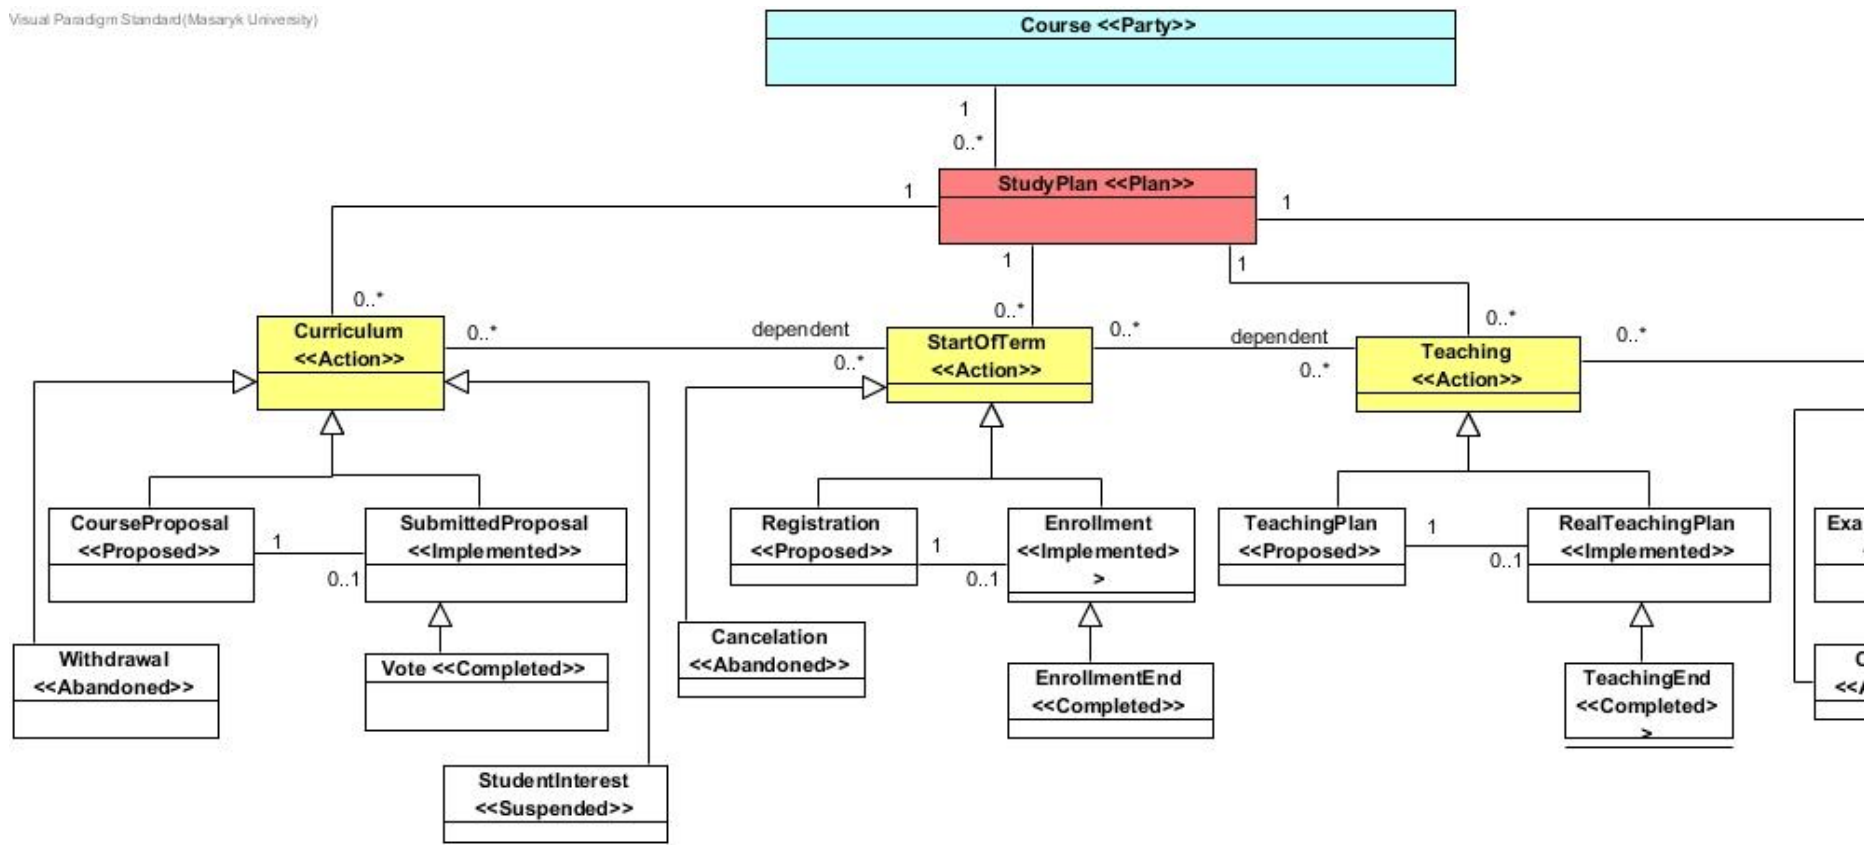 Visual Paradigm Standard(Masaryk University)
Course <<Party>>
1
0..*
StudyPlan <<Plan>>
1
1
1
1
0..*
0..*
0..*
Curriculum
<<Action>>
0..*
dependent
0..*
StartOfTerm
<<Action>>
0..*
dependent
0..*
Teaching
<<Action>>
0..*
CourseProposal
<<Proposed>>
1
0..1
SubmittedProposal
<<Implemented>>
Registration
<<Proposed>>
1
0..1
Enrollment
<<Implemented>
>
TeachingPlan
<<Proposed>>
1
0..1
RealTeachingPlan
<<Implemented>>
Exa
Withdrawal
<<Abandoned>>
Vote <<Completed>>
Cancelation
<<Abandoned>>
EnrollmentEnd
<<Completed>>
TeachingEnd
<<Completed>
>
StudentInterest
<<Suspended>>